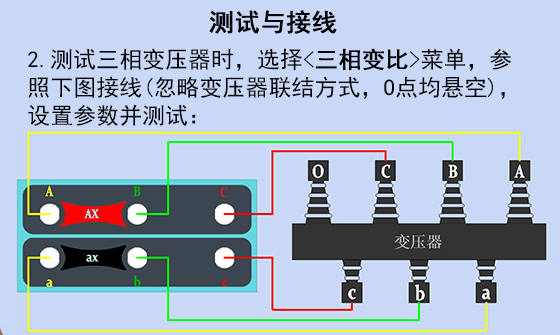 测试与接线
2.测试三相变压器时，选择<三相变比>菜单，参
照下图接线(忽略变压器联结方式，0点均悬空)，
设置参数并测试：
A B C
AX
ax
a b c
O C B A
变压器
c b a